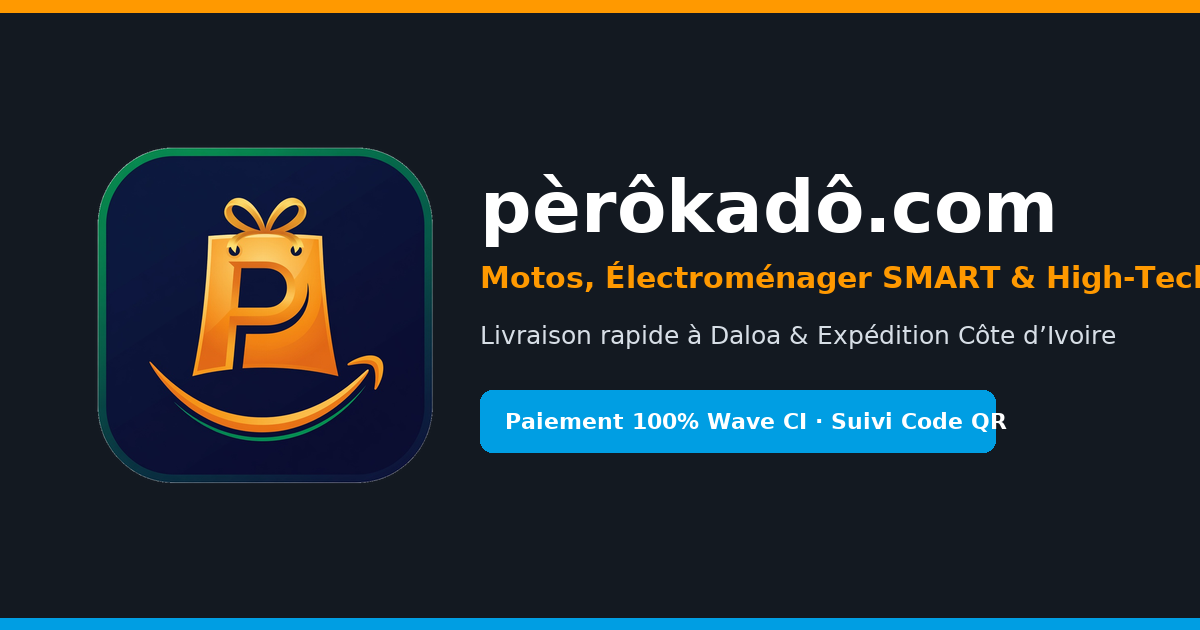 P
pèrôkadô.com
Motos, Électroménager SMART & High-Tech
Livraison rapide à Daloa & Expédition Côte d’Ivoire
Paiement 100% Wave CI · Suivi Code QR